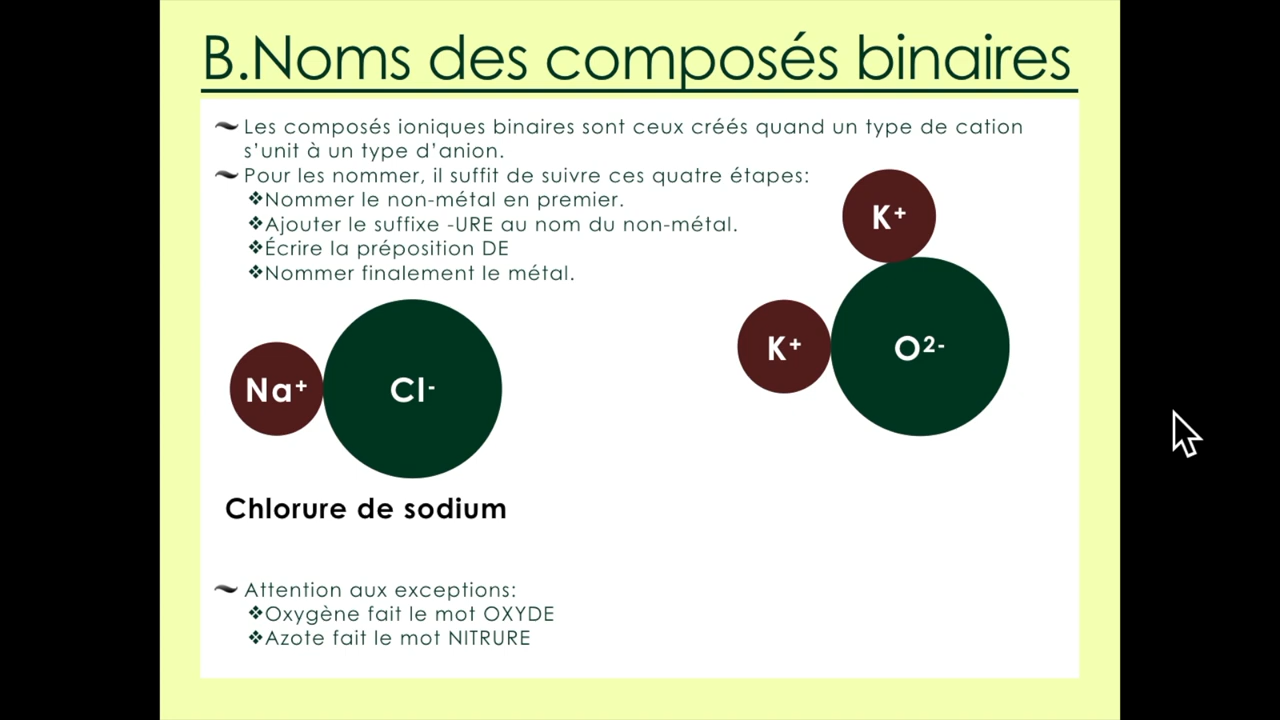 B.Noms des composés binaires
Les composés ioniques binaires sont ceux créés quand un type de cation
s’unit à un type d’anion.
Pour les nommer, il suffit de suivre ces quatre étapes:
❖Nommer le non-métal en premier.
❖Ajouter le suffixe -URE au nom du non-métal.
❖Écrire la préposition DE
❖Nommer finalement le métal.
K⁺
K⁺
O²⁻
Na⁺
Cl⁻
Chlorure de sodium
Attention aux exceptions:
❖Oxygène fait le mot OXYDE
❖Azote fait le mot NITRURE